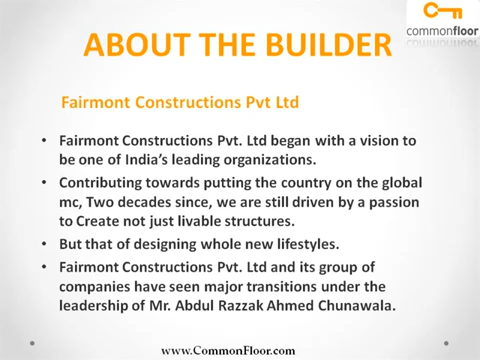 commonfloor
ABOUT THE BUILDER
Fairmont Constructions Pvt Ltd
• Fairmont Constructions Pvt. Ltd began with a vision to
be one of India's leading organizations.
• Contributing towards putting the country on the global
mc, Two decades since, we are still driven by a passion
to Create not just livable structures.
• But that of designing whole new lifestyles.
• Fairmont Constructions Pvt. Ltd and its group of
companies have seen major transitions under the
leadership of Mr. Abdul Razzak Ahmed Chunawala.
www.CommonFloor.com